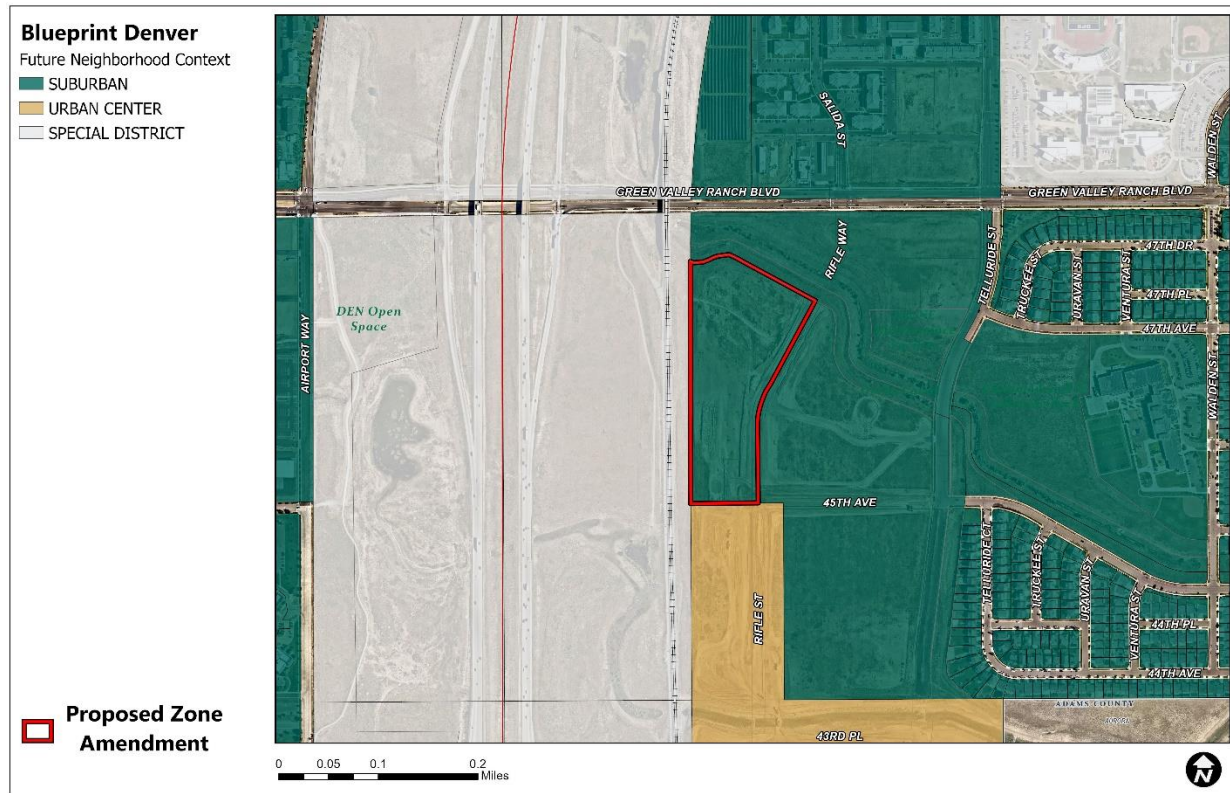 Blueprint Denver
Future Neighborhood Context
SUBURBAN
URBAN CENTER
SPECIAL DISTRICT
SALIDA ST
WALDEN ST
GREEN VALLEY RANCH BLVD
GREEN VALLEY RANCH BLVD
RIFLE WAY
TELLURIDE ST
TRUCKEE ST
URAVAN ST
VENTURA ST
47TH DR
47TH PL
47TH AVE
DEN Open
Space
AIRPORT WAY
WALDEN ST
45TH AVE
TELLURIDE CT
TRUCKEE ST
URAVAN ST
VENTURA ST
44TH PL
44TH AVE
RIFLE ST
ADAMS COUNTY
43RD PL
Proposed Zone
Amendment
0 0.05 0.1 0.2
Miles
N